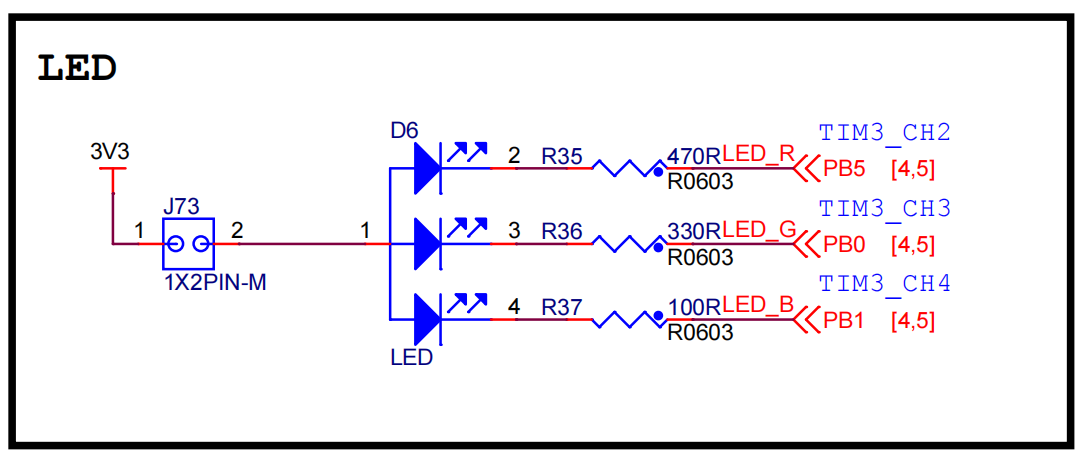 LED
TIM3_CH2
D6
3V3
2 R35 470R LED_R PB5 [4,5]
R0603
TIM3_CH3
J73
1 2 1 3 R36 330R LED_G PB0 [4,5]
R0603
1X2PIN-M
TIM3_CH4
4 R37 100R LED_B PB1 [4,5]
R0603
LED